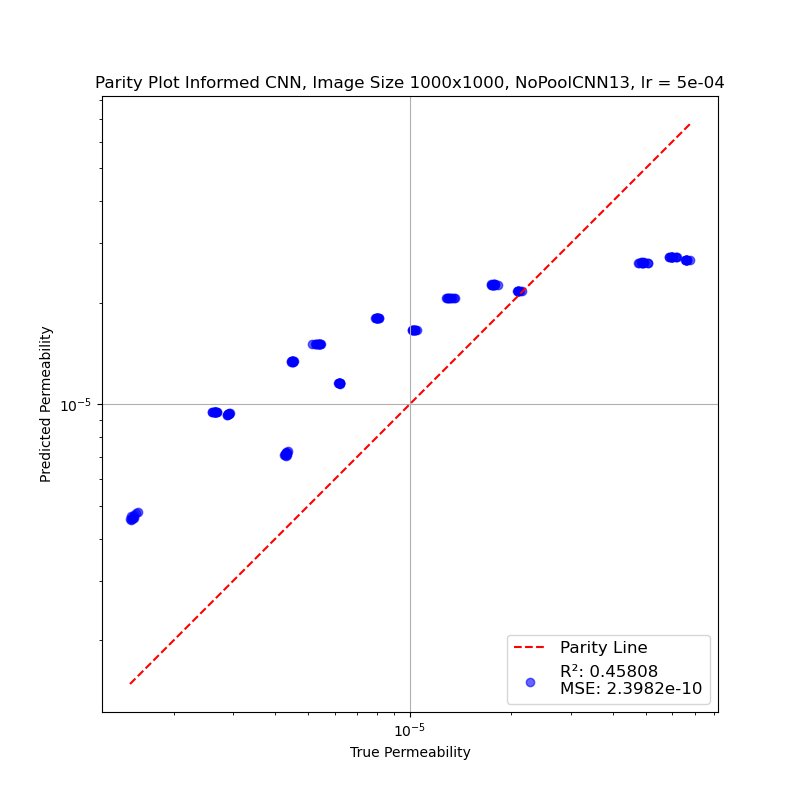 Parity Plot Informed CNN, Image Size 1000x1000, NoPoolCNN13, lr = 5e-04
Predicted Permeability
10⁻⁵
Parity Line
R²: 0.45808
MSE: 2.3982e-10
10⁻⁵
True Permeability